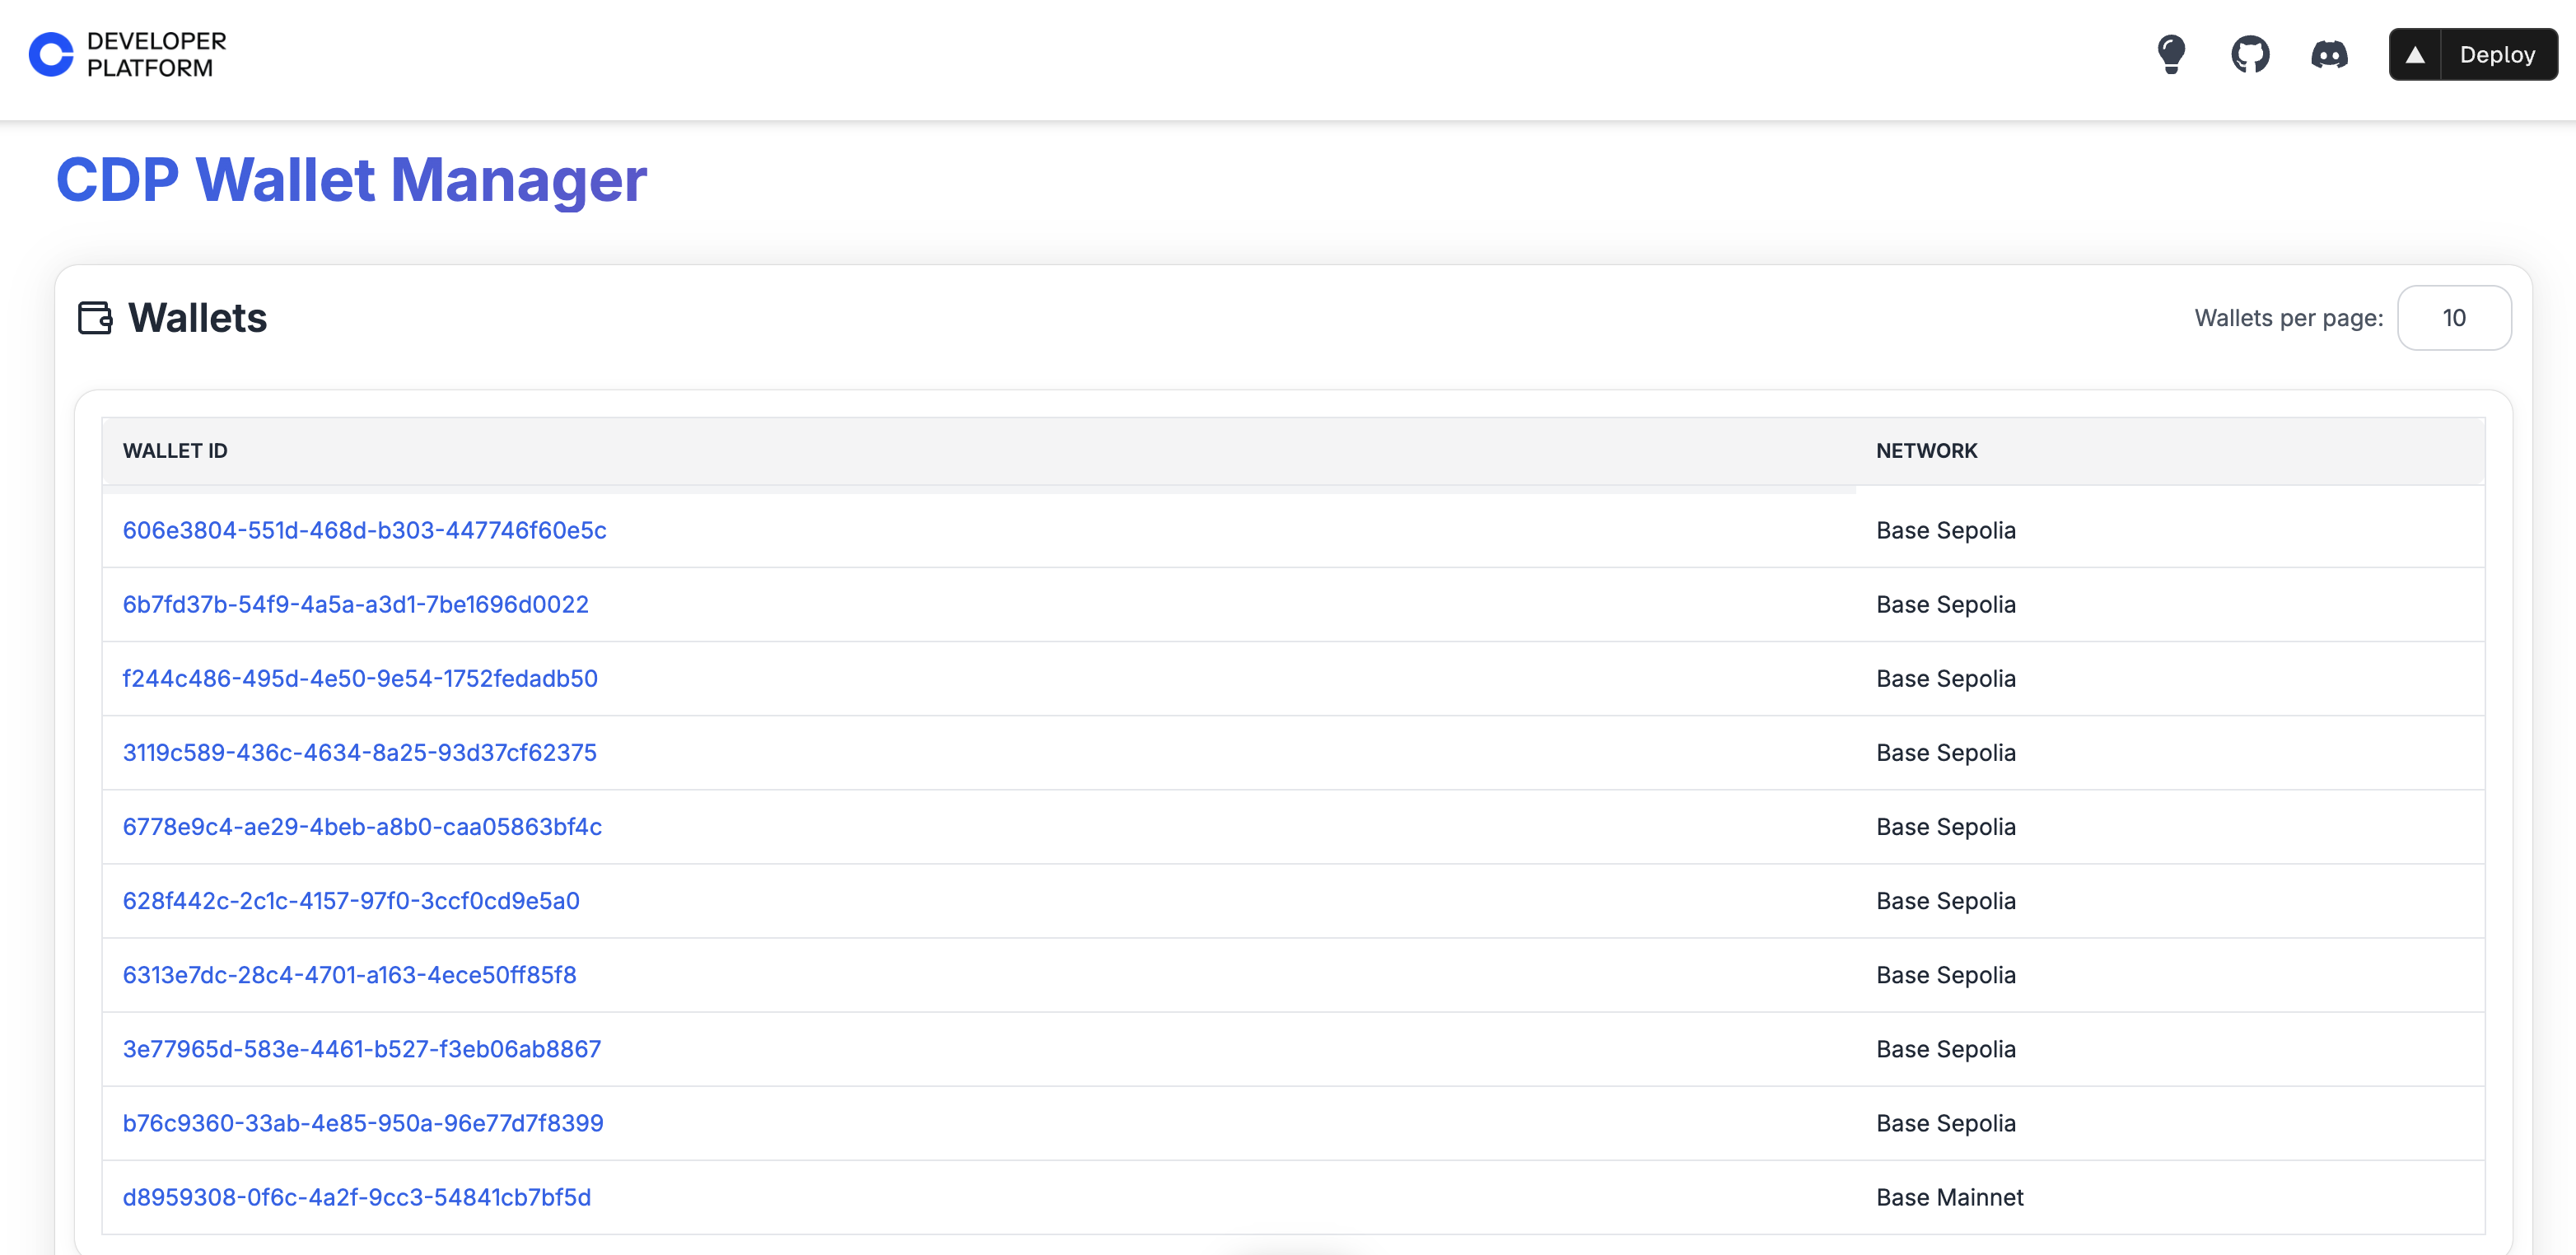 DEVELOPER
PLATFORM
Deploy
CDP Wallet Manager
Wallets
Wallets per page: 10
WALLET ID NETWORK
606e3804-551d-468d-b303-447746f60e5c Base Sepolia
6b7fd37b-54f9-4a5a-a3d1-7be1696d0022 Base Sepolia
f244c486-495d-4e50-9e54-1752fedadb50 Base Sepolia
3119c589-436c-4634-8a25-93d37cf62375 Base Sepolia
6778e9c4-ae29-4beb-a8b0-caa05863bf4c Base Sepolia
628f442c-2c1c-4157-97f0-3ccf0cd9e5a0 Base Sepolia
6313e7dc-28c4-4701-a163-4ece50ff85f8 Base Sepolia
3e77965d-583e-4461-b527-f3eb06ab8867 Base Sepolia
b76c9360-33ab-4e85-950a-96e77d7f8399 Base Sepolia
d8959308-0f6c-4a2f-9cc3-54841cb7bf5d Base Mainnet